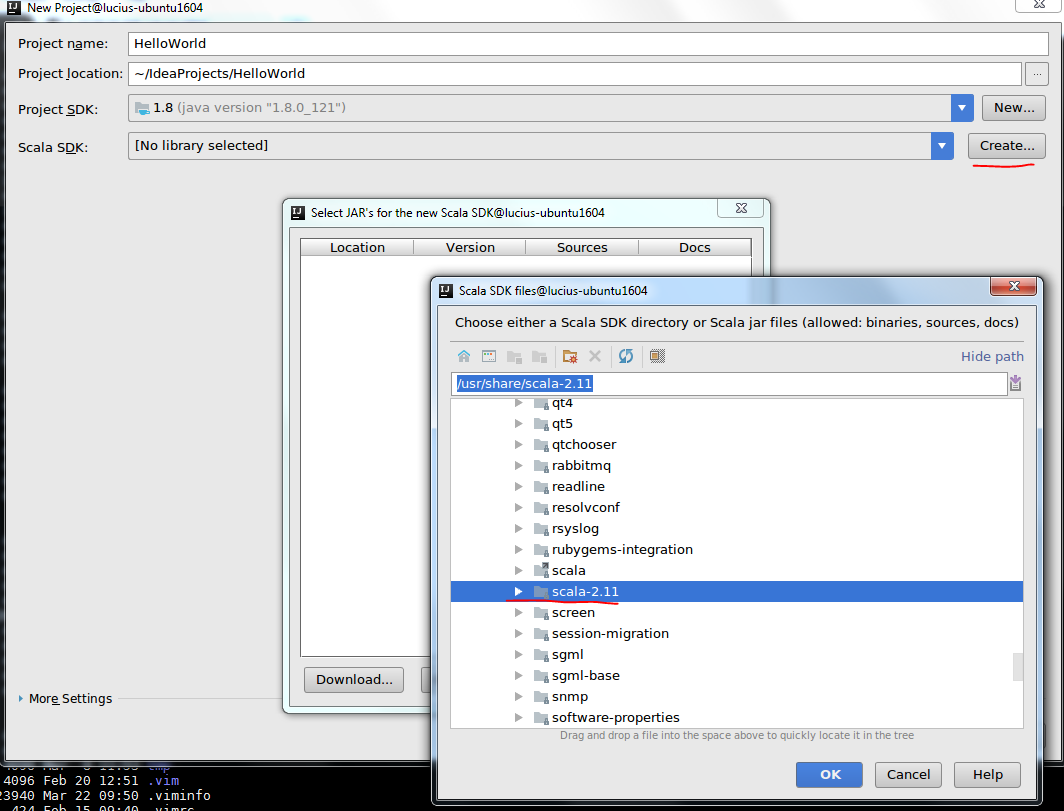 New Project@lucius-ubuntu1604
Project name: HelloWorld
Project location: ~/IdeaProjects/HelloWorld ...
Project SDK: 1.8 (java version "1.8.0_121") New...
Scala SDK: [No library selected] Create...
Select JAR's for the new Scala SDK@lucius-ubuntu1604
Location Version Sources Docs
Scala SDK files@lucius-ubuntu1604
Choose either a Scala SDK directory or Scala jar files (allowed: binaries, sources, docs)
Hide path
/usr/share/scala-2.11
qt4
qt5
qtchooser
rabbitmq
readline
resolvconf
rsyslog
rubygems-integration
scala
scala-2.11
screen
session-migration
sgml
sgml-base
snmp
software-properties
Drag and drop a file into the space above to quickly locate it in the tree
OK Cancel Help
Download...
More Settings
4096 Feb 20 12:51 .vim
23940 Mar 22 09:50 .viminfo
424 Feb 15 09:40 .vimrc